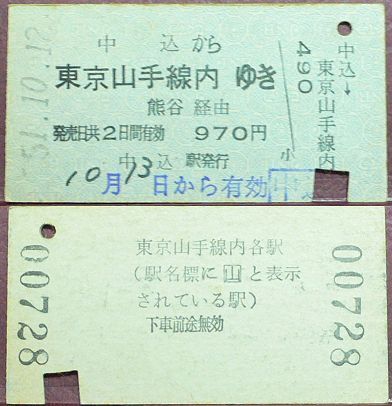 中込から
東京山手線内 ゆき
熊谷 経由
発売日共2日間有効 970円
中込 駅発行
10月13日から有効
中込→
東京山手線内
490
小
51.10.12
東京山手線内各駅
(駅名標に山と表示
されている駅)
下車前途無効
00728
00728